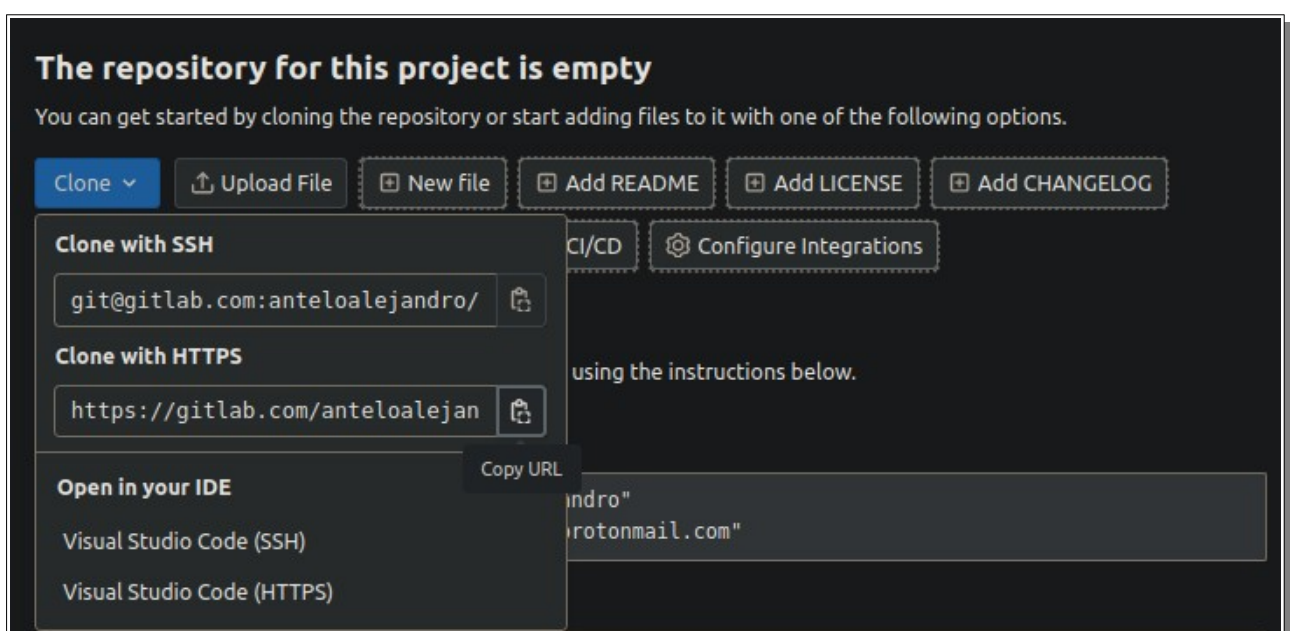 The repository for this project is empty
You can get started by cloning the repository or start adding files to it with one of the following options.
Clone Upload File New file Add README Add LICENSE Add CHANGELOG
Clone with SSH
CI/CD Configure Integrations
git@gitlab.com:anteloalejandro/
Clone with HTTPS
using the instructions below.
https://gitlab.com/anteloalejan
Copy URL
Open in your IDE
ndro"
rotonmail.com"
Visual Studio Code (SSH)
Visual Studio Code (HTTPS)